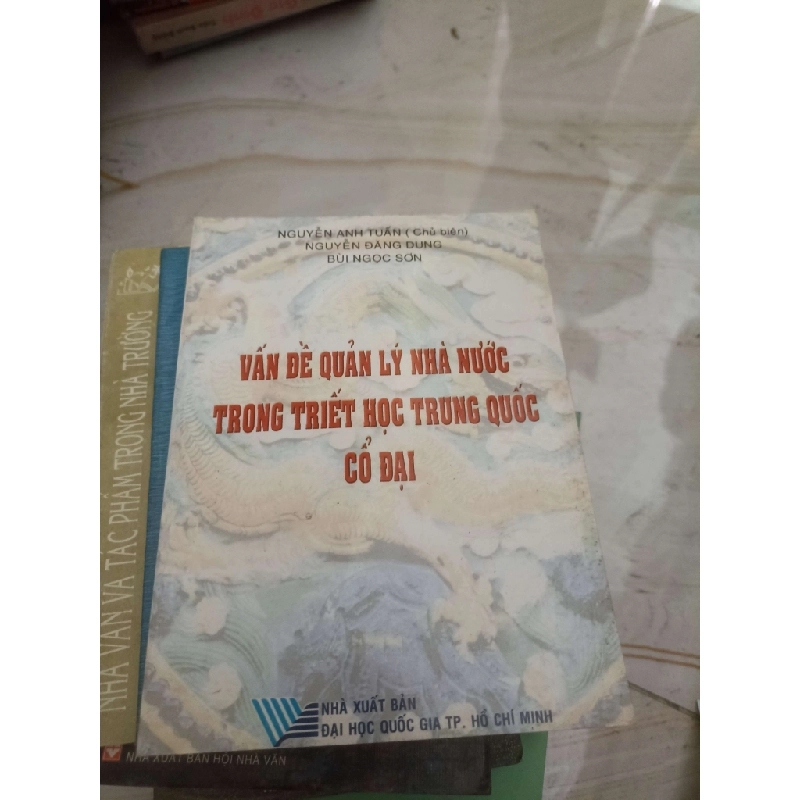 NGUYỄN ANH TUẤN ( Chủ biên)
NGUYỄN ĐĂNG DUNG
BÙI NGỌC SƠN
VẤN ĐỀ QUẢN LÝ NHÀ NƯỚC
TRONG TRIẾT HỌC TRUNG QUỐC
CỔ ĐẠI
NHÀ XUẤT BẢN
ĐẠI HỌC QUỐC GIA TP. HỒ CHÍ MINH
NHÀ VĂN VÀ TÁC PHẨM TRONG NHÀ TRƯỜNG
NHÀ XUẤT BẢN HỘI NHÀ VĂN